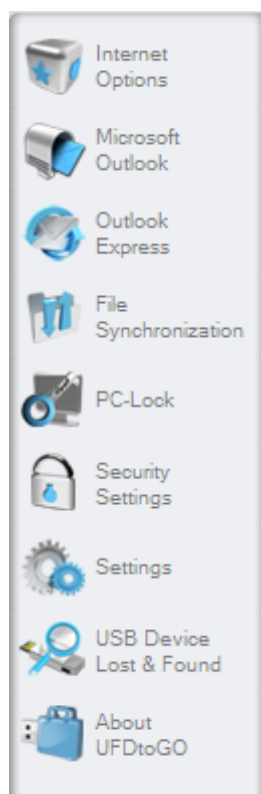 Internet
Options
Microsoft
Outlook
Outlook
Express
File
Synchronization
PC-Lock
Security
Settings
Settings
USB Device
Lost & Found
About
UFDtoGO